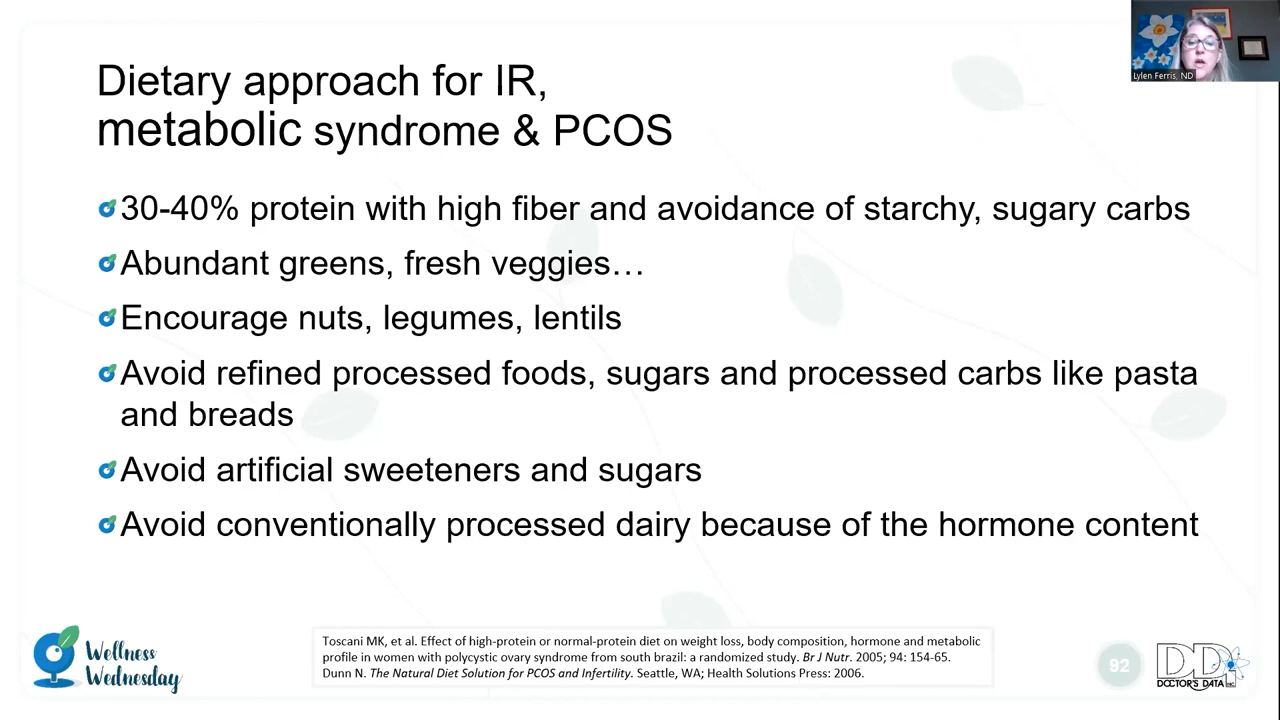 Lylen Ferris, ND
Dietary approach for IR,
metabolic syndrome & PCOS
30-40% protein with high fiber and avoidance of starchy, sugary carbs
Abundant greens, fresh veggies…
Encourage nuts, legumes, lentils
Avoid refined processed foods, sugars and processed carbs like pasta
and breads
Avoid artificial sweeteners and sugars
Avoid conventionally processed dairy because of the hormone content
Wellness
Wednesday
Toscani MK, et al. Effect of high-protein or normal-protein diet on weight loss, body composition, hormone and metabolic
profile in women with polycystic ovary syndrome from south brazil: a randomized study. Br J Nutr. 2005; 94: 154-65.
Dunn N. The Natural Diet Solution for PCOS and Infertility. Seattle, WA; Health Solutions Press: 2006.
92
DDI
DOCTOR'S DATA INC.